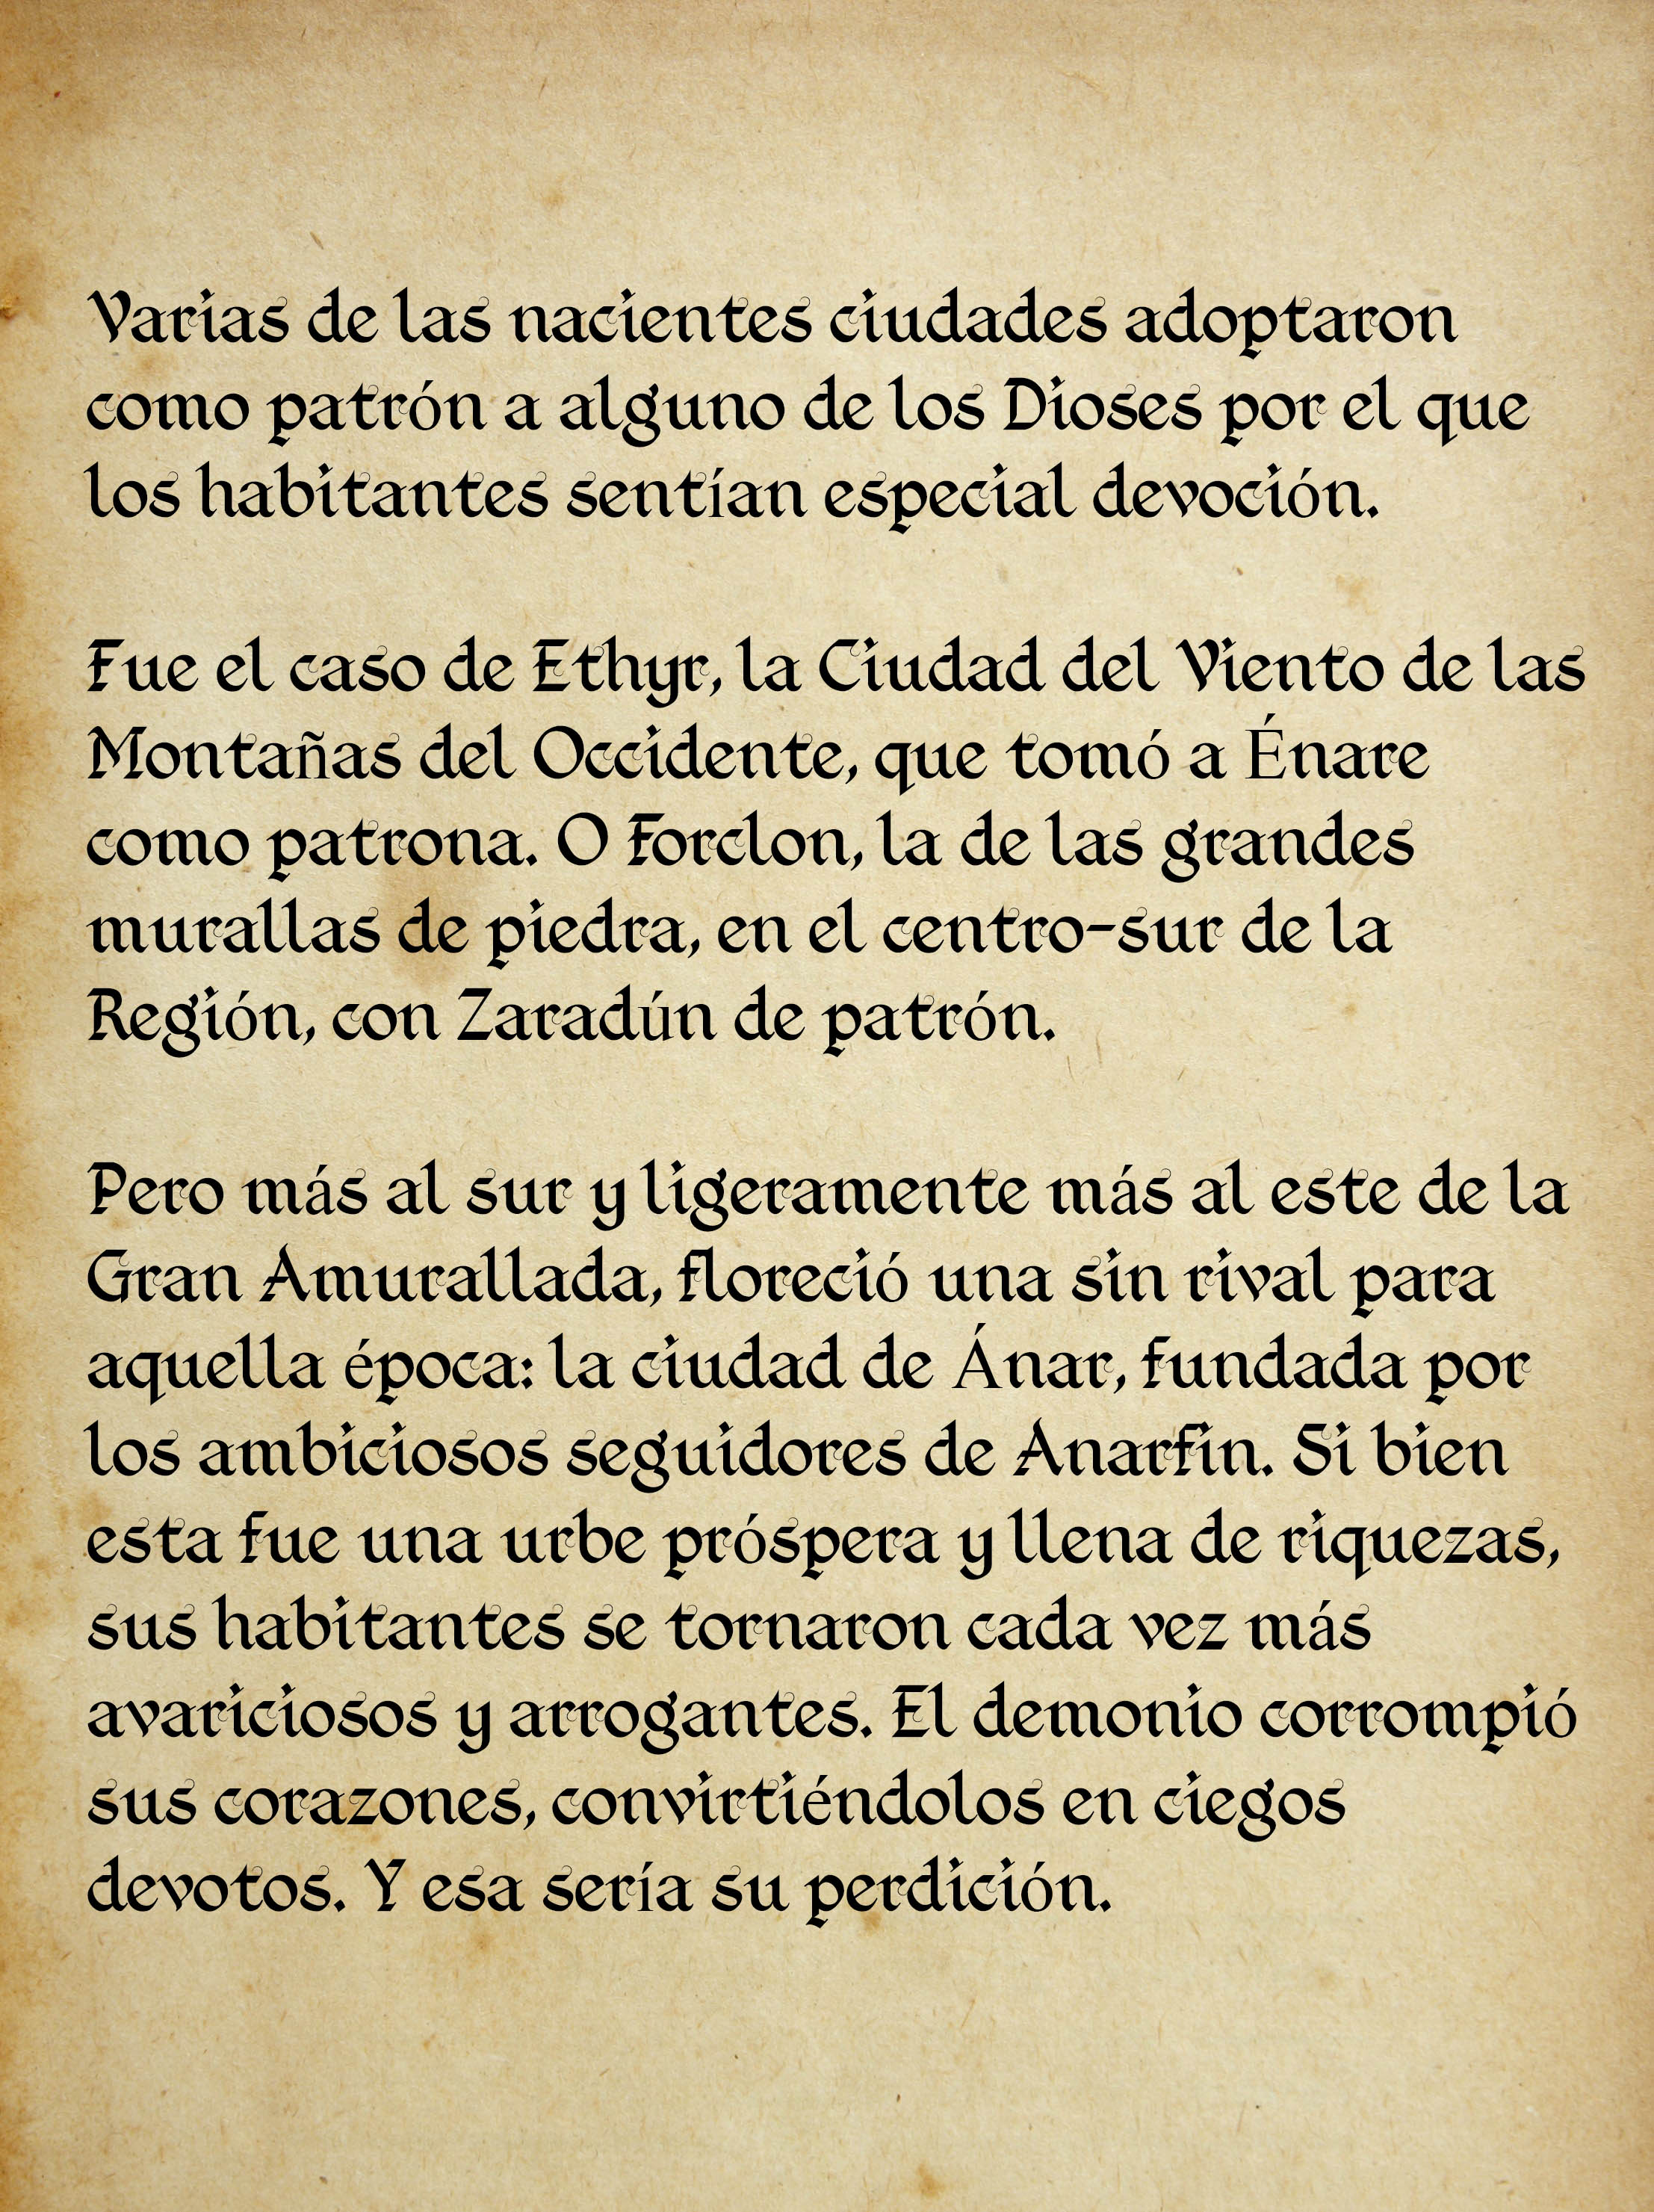 Varias de las nacientes ciudades adoptaron
como patrón a alguno de los Dioses por el que
los habitantes sentían especial devoción.
Fue el caso de Ethyr, la Ciudad del Viento de las
Montañas del Occidente, que tomó a Énare
como patrona. O Forclon, la de las grandes
murallas de piedra, en el centro-sur de la
Región, con Zaradún de patrón.
Pero más al sur y ligeramente más al este de la
Gran Amurallada, floreció una sin rival para
aquella época: la ciudad de Ánar, fundada por
los ambiciosos seguidores de Anarfin. Si bien
esta fue una urbe próspera y llena de riquezas,
sus habitantes se tornaron cada vez más
avariciosos y arrogantes. El demonio corrompió
sus corazones, convirtiéndolos en ciegos
devotos. Y esa sería su perdición.